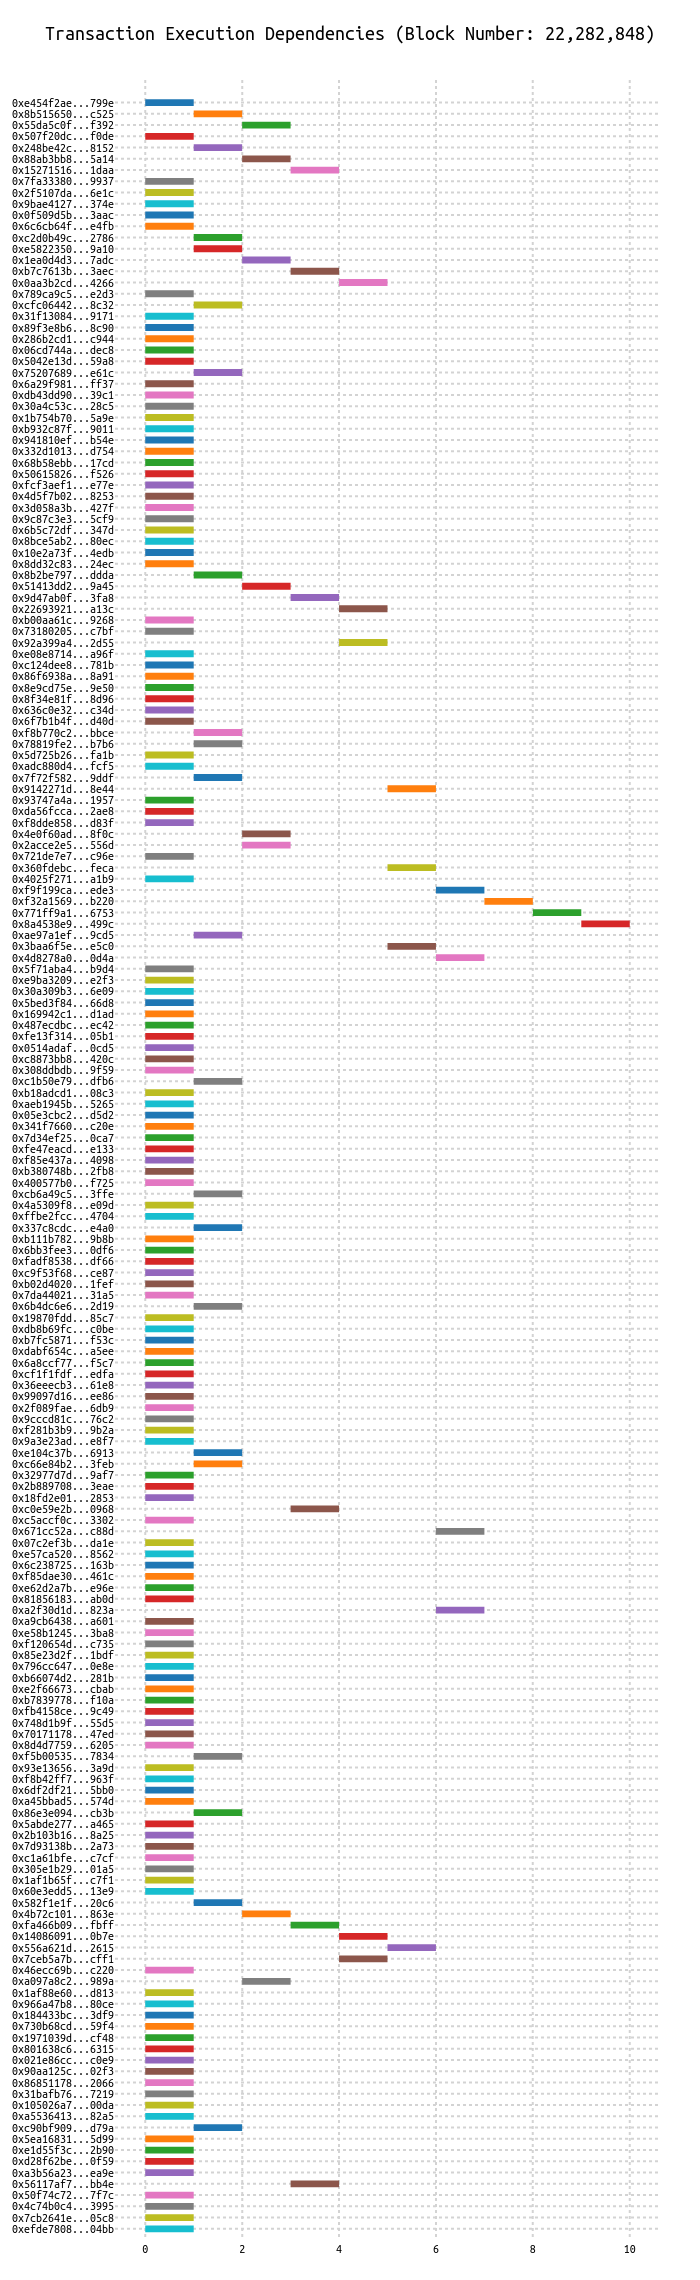 Transaction Execution Dependencies (Block Number: 22,282,848)
0xe454f2ae...799e
0x8b515650...c525
0x55da5c0f...f392
0x507f20dc...f0de
0x248be42c...8152
0x88ab3bb8...5a14
0x15271516...1daa
0x7fa33380...9937
0x2f5107da...6e1c
0x9bae4127...374e
0x0f509d5b...3aac
0x6c6cb64f...e4fb
0xc2d0b49c...2786
0xe5822350...9a10
0x1ea0d4d3...7adc
0xb7c7613b...3aec
0x0aa3b2cd...4266
0x789ca9c5...e2d3
0xcfc06442...8c32
0x31f13084...9171
0x89f3e8b6...8c90
0x286b2cd1...c944
0x06cd744a...dec8
0x5042e13d...59a8
0x75207689...e61c
0x6a29f981...ff37
0xdb43dd90...39c1
0x30a4c53c...28c5
0x1b754b70...5a9e
0xb932c87f...9011
0x941810ef...b54e
0x332d1013...d754
0x68b58ebb...17cd
0x50615826...f526
0xfcf3aef1...e77e
0x4d5f7b02...8253
0x3d058a3b...427f
0x9c87c3e3...5cf9
0x6b5c72df...347d
0x8bce5ab2...80ec
0x10e2a73f...4edb
0x8dd32c83...24ec
0x8b2be797...ddda
0x51413dd2...9a45
0x9d47ab0f...3fa8
0x22693921...a13c
0xb00aa61c...9268
0x73180205...c7bf
0x92a399a4...2d55
0xe08e8714...a96f
0xc124dee8...781b
0x86f6938a...8a91
0x8e9cd75e...9e50
0x8f34e81f...8d96
0x636c0e32...c34d
0x6f7b1b4f...d40d
0xf8b770c2...bbce
0x78819fe2...b7b6
0x5d725b26...fa1b
0xadc880d4...fcf5
0x7f72f582...9ddf
0x9142271d...8e44
0x93747a4a...1957
0xda56fcca...2ae8
0xf8dde858...d83f
0x4e0f60ad...8f0c
0x2acce2e5...556d
0x721de7e7...c96e
0x360fdebc...feca
0x4025f271...a1b9
0xf9f199ca...ede3
0xf32a1569...b220
0x771ff9a1...6753
0x8a4538e9...499c
0xae97a1ef...9cd5
0x3baa6f5e...e5c0
0x4d8278a0...0d4a
0x5f71aba4...b9d4
0xe9ba3209...e2f3
0x30a309b3...6e09
0x5bed3f84...66d8
0x169942c1...d1ad
0x487ecdbc...ec42
0xfe13f314...05b1
0x0514adaf...0cd5
0xc8873bb8...420c
0x308ddbdb...9f59
0xc1b50e79...dfb6
0xb18adcd1...08c3
0xaeb1945b...5265
0x05e3cbc2...d5d2
0x341f7660...c20e
0x7d34ef25...0ca7
0xfe47eacd...e133
0xf85e437a...4098
0xb380748b...2fb8
0x400577b0...f725
0xcb6a49c5...3ffe
0x4a5309f8...e09d
0xffbe2fcc...4704
0x337c8cdc...e4a0
0xb111b782...9b8b
0x6bb3fee3...0df6
0xfadf8538...df66
0xc9f53f68...ce87
0xb02d4020...1fef
0x7da44021...31a5
0x6b4dc6e6...2d19
0x19870fdd...85c7
0xdb8b69fc...c0be
0xb7fc5871...f53c
0xdabf654c...a5ee
0x6a8ccf77...f5c7
0xcf1f1fdf...edfa
0x36eeecb3...61e8
0x99097d16...ee86
0x2f089fae...6db9
0x9cccd81c...76c2
0xf281b3b9...9b2a
0x9a3e23ad...e8f7
0xe104c37b...6913
0xc66e84b2...3feb
0x32977d7d...9af7
0x2b889708...3eae
0x18fd2e01...2853
0xc0e59e2b...0968
0xc5accf0c...3302
0x671cc52a...c88d
0x07c2ef3b...da1e
0xe57ca520...8562
0x6c238725...163b
0xf85dae30...461c
0xe62d2a7b...e96e
0x81856183...ab0d
0xa2f30d1d...823a
0xa9cb6438...a601
0xe58b1245...3ba8
0xf120654d...c735
0x85e23d2f...1bdf
0x796cc647...0e8e
0xb66074d2...281b
0xe2f66673...cbab
0xb7839778...f10a
0xfb4158ce...9c49
0x748d1b9f...55d5
0x70171178...47ed
0x8d4d7759...6205
0xf5b00535...7834
0x93e13656...3a9d
0xf8b42ff7...963f
0x6df2df21...5bb0
0xa45bbad5...574d
0x86e3e094...cb3b
0x5abde277...a465
0x2b103b16...8a25
0x7d93138b...2a73
0xc1a61bfe...c7cf
0x305e1b29...01a5
0x1af1b65f...c7f1
0x60e3edd5...13e9
0x582f1e1f...20c6
0x4b72c101...863e
0xfa466b09...fbff
0x14086091...0b7e
0x556a621d...2615
0x7ceb5a7b...cff1
0x46ecc69b...c220
0xa097a8c2...989a
0x1af88e60...d813
0x966a47b8...80ce
0x184433bc...3df9
0x730b68cd...59f4
0x1971039d...cf48
0x801638c6...6315
0x021e86cc...c0e9
0x90aa125c...02f3
0x86851178...2066
0x31bafb76...7219
0x105026a7...00da
0xa5536413...82a5
0xc90bf909...d79a
0x5ea16831...5d99
0xe1d55f3c...2b90
0xd28f62be...0f59
0xa3b56a23...ea9e
0x56117af7...bb4e
0x50f74c72...7f7c
0x4c74b0c4...3995
0x7cb2641e...05c8
0xefde7808...04bb
0 2 4 6 8 10